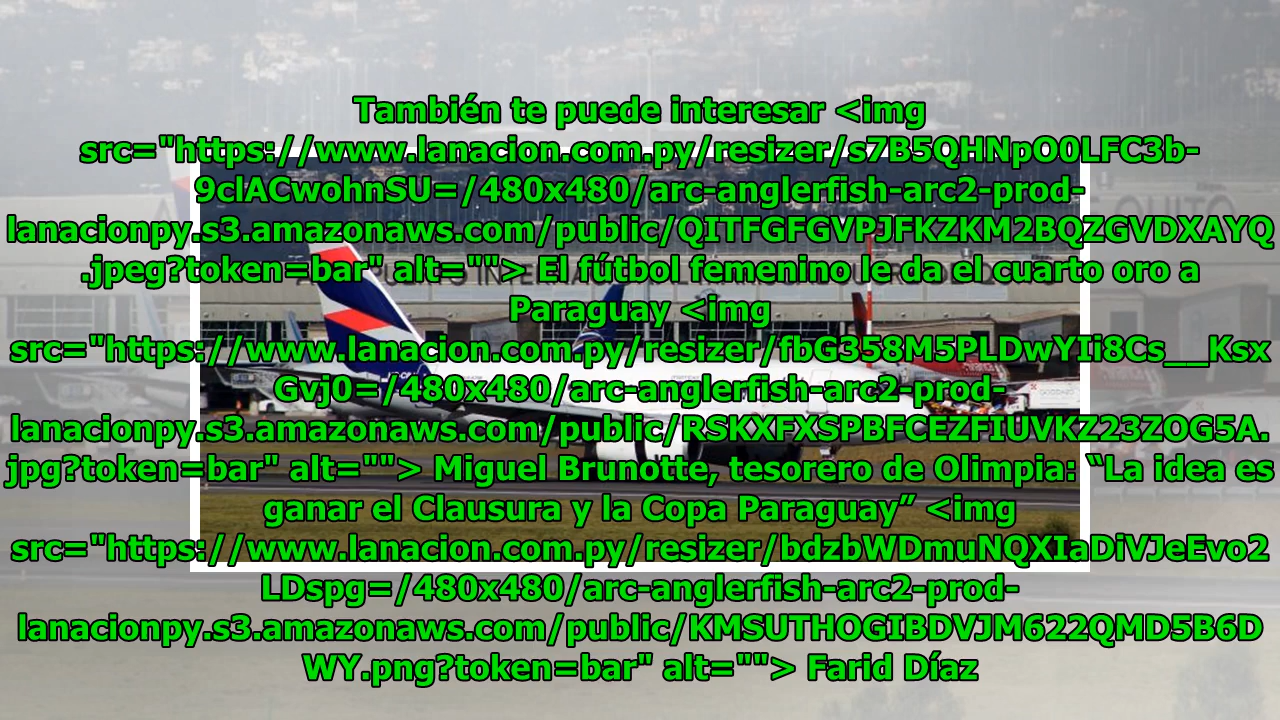 También te puede interesar <img
src="https://www.lanacion.com.py/resizer/s7B5QHNpO0LFC3b-
9clACwohnSU=/480x480/arc-anglerfish-arc2-prod-
lanacionpy.s3.amazonaws.com/public/QITFGFGVPJFKZKM2BQZGVDXAYQ
.jpeg?token=bar" alt=""> El fútbol femenino le da el cuarto oro a
Paraguay <img
src="https://www.lanacion.com.py/resizer/fbG358M5PLDwYIi8Cs__Ksx
Gvj0=/480x480/arc-anglerfish-arc2-prod-
lanacionpy.s3.amazonaws.com/public/RSKXFXSPBFCEZFIUVKZ23ZOG5A.
jpg?token=bar" alt=""> Miguel Brunotte, tesorero de Olimpia: “La idea es
ganar el Clausura y la Copa Paraguay” <img
src="https://www.lanacion.com.py/resizer/bdzbWDmuNQXIaDiVJeEvo2
LDspg=/480x480/arc-anglerfish-arc2-prod-
lanacionpy.s3.amazonaws.com/public/KMSUTHOGIBDVJM622QMD5B6D
WY.png?token=bar" alt=""> Farid Díaz